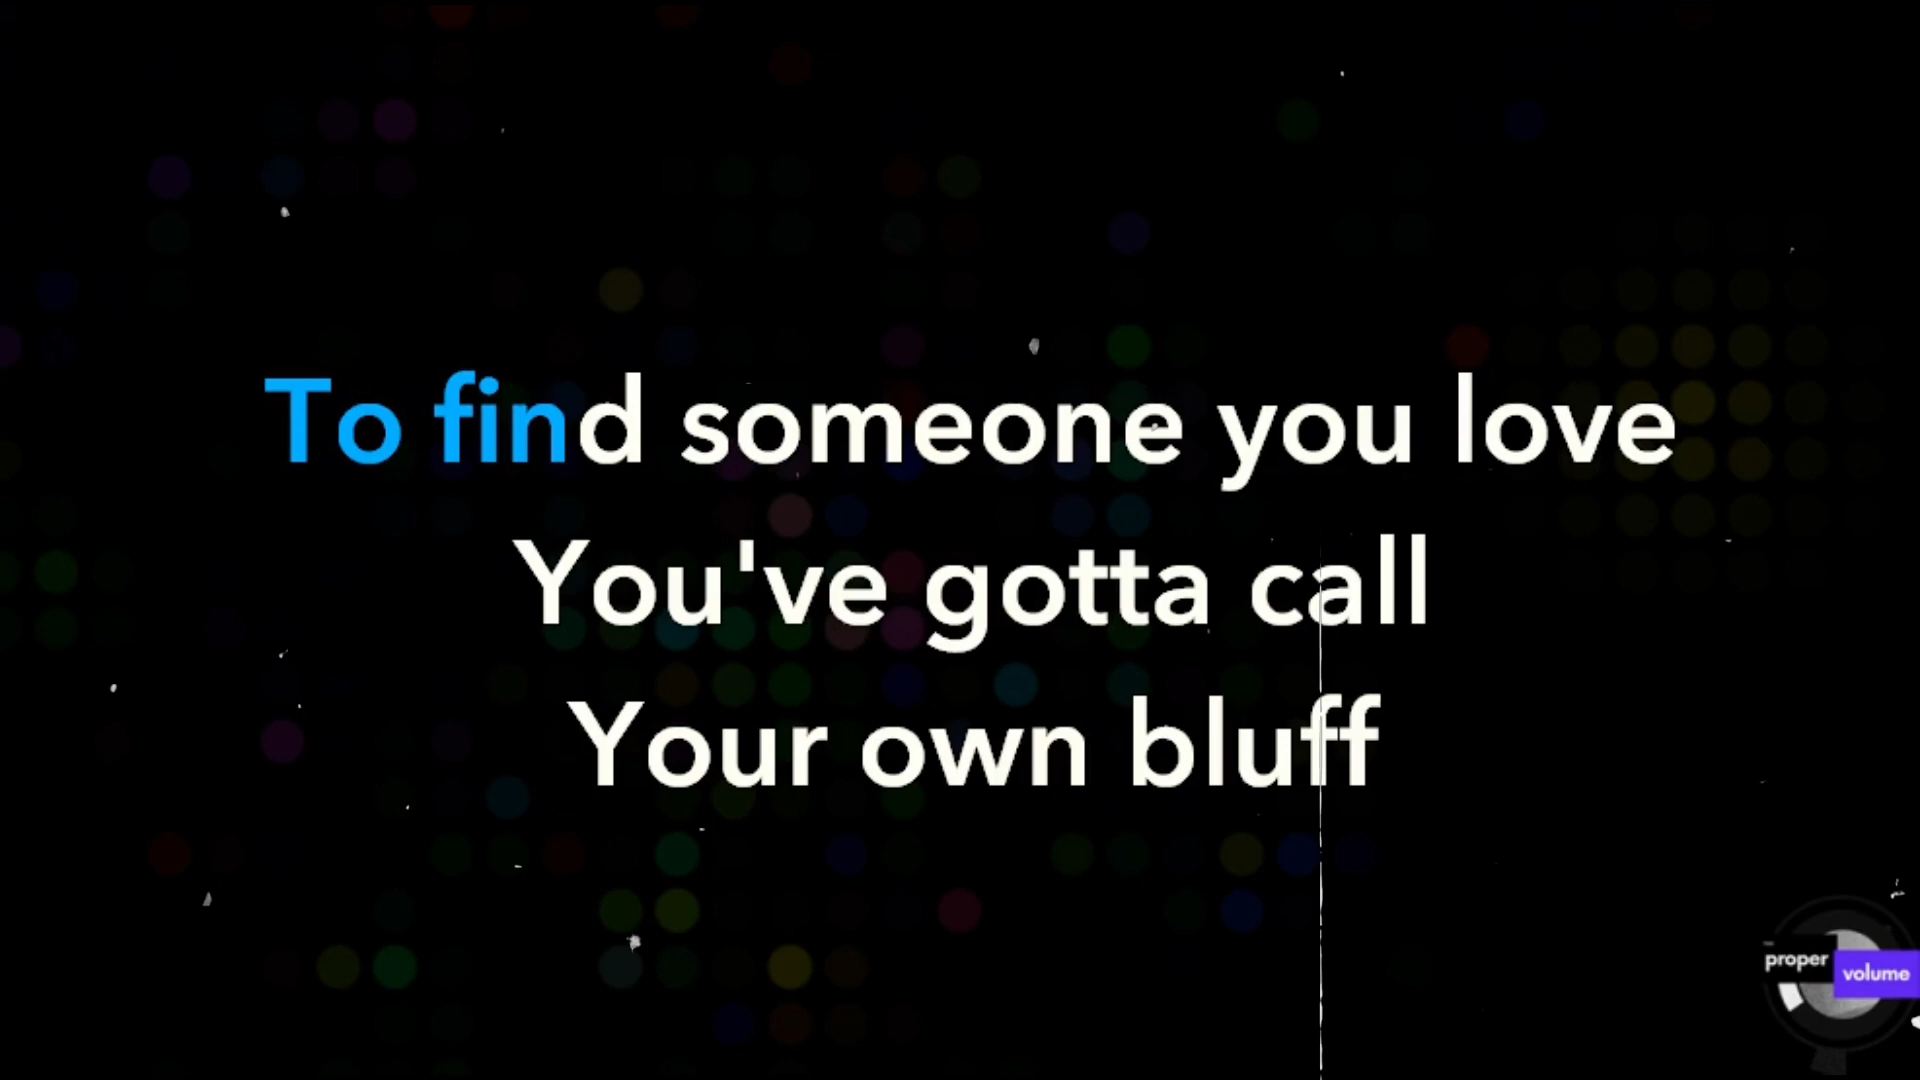 To find someone you love
You've gotta call
Your own bluff
proper
volume